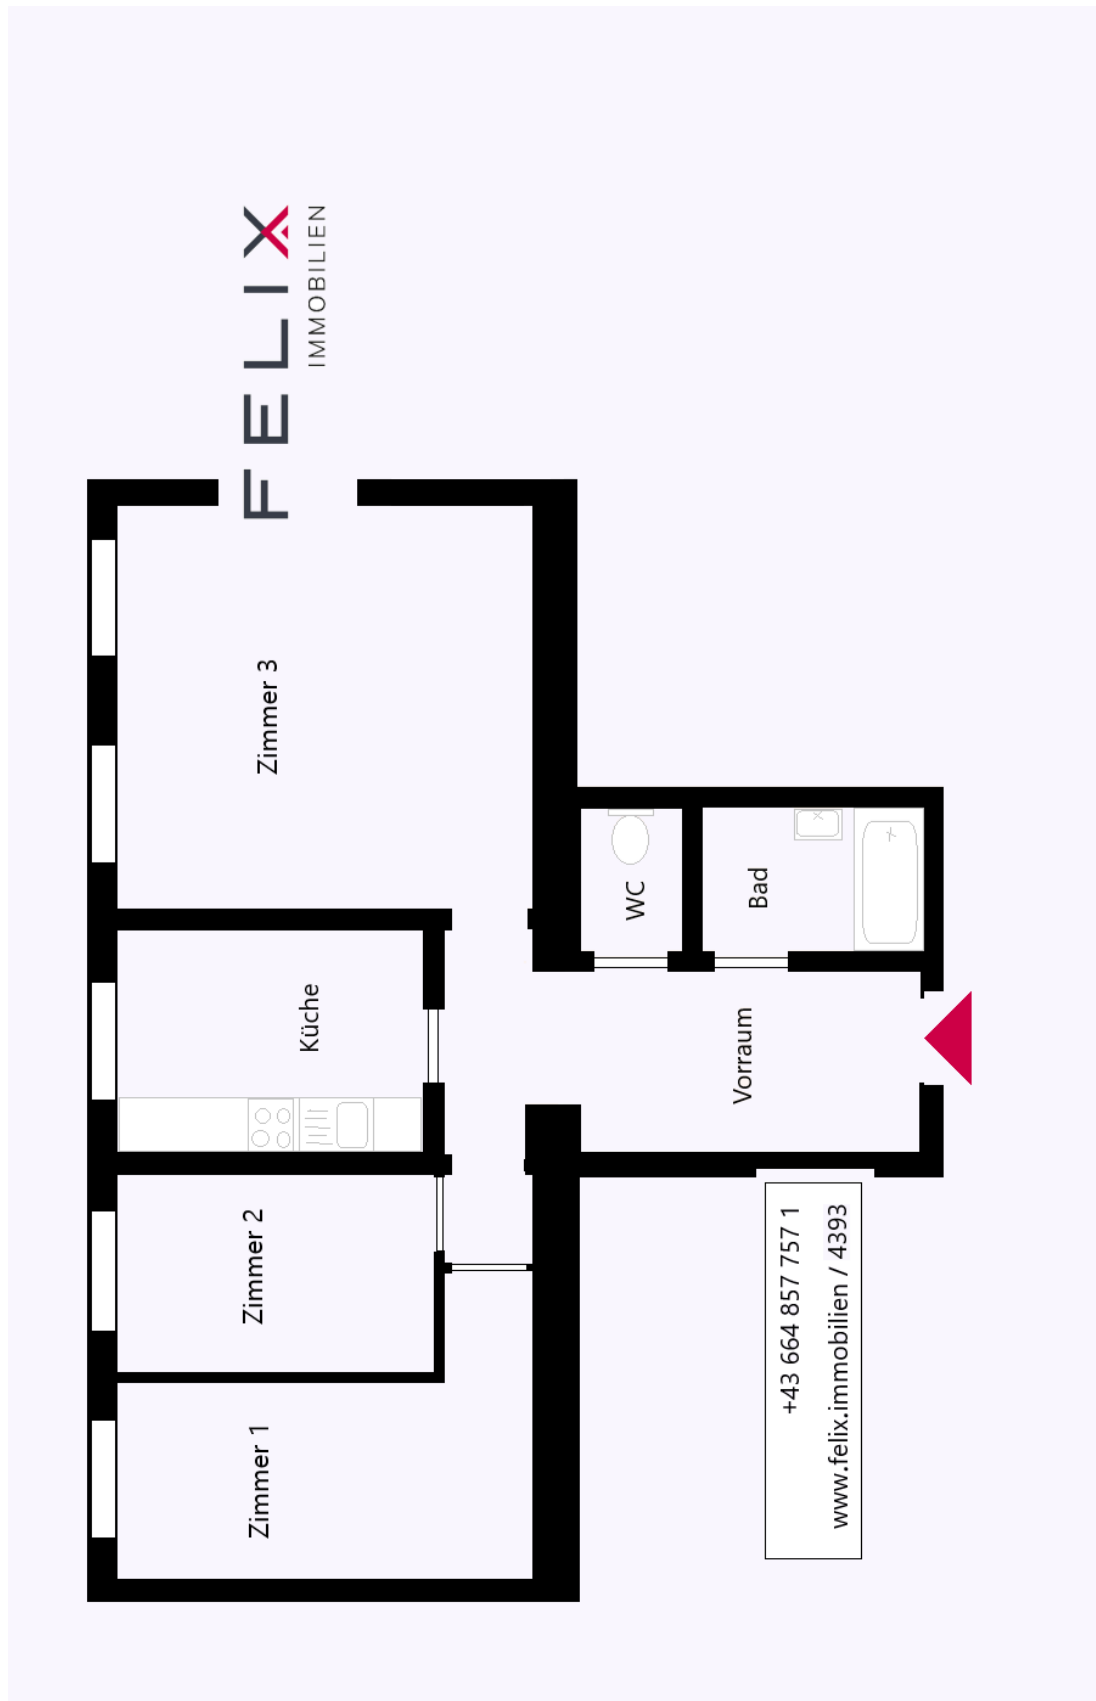 FELIX
IMMOBILIEN
Zimmer 3
Küche
Zimmer 2
Zimmer 1
WC
Bad
Vorraum
+43 664 857 757 1
www.felix.immobilien / 4393